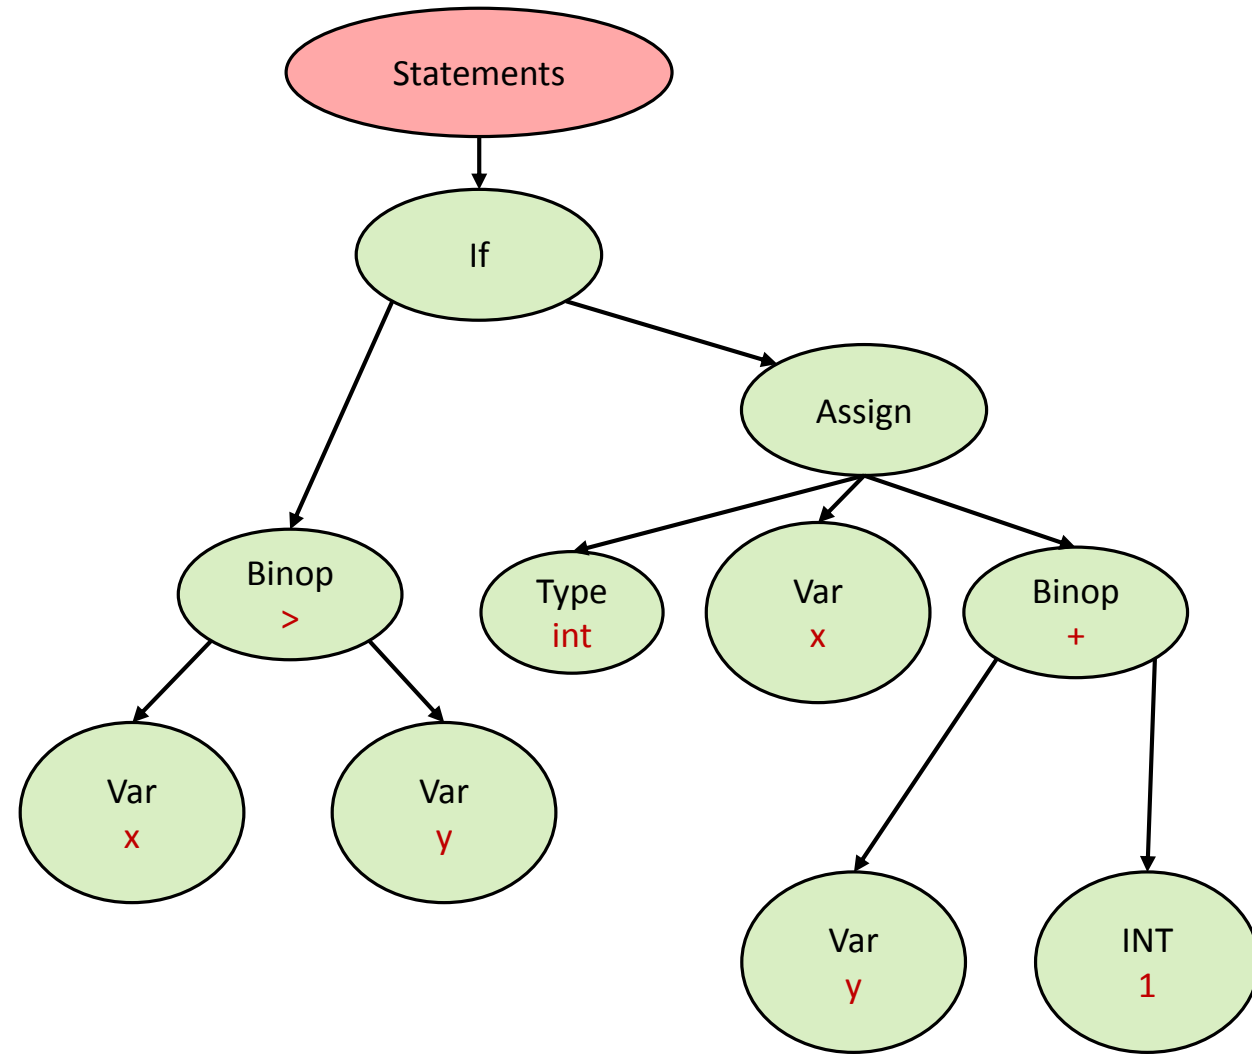 Statements
If
Assign
Binop
>
Type
int
Var
x
Binop
+
Var
x
Var
y
Var
y
INT
1